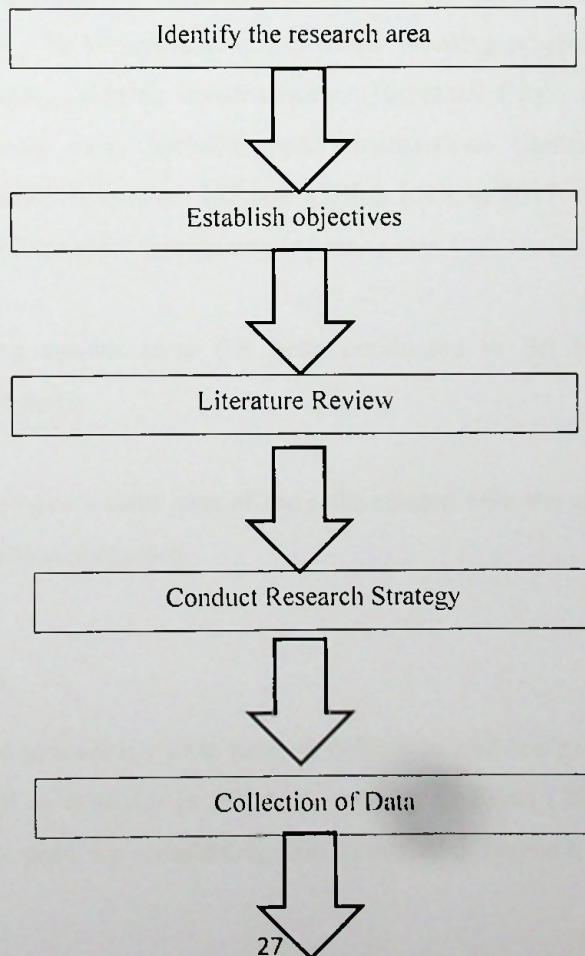 Identify the research area
Establish objectives
Literature Review
Conduct Research Strategy
Collection of Data
27